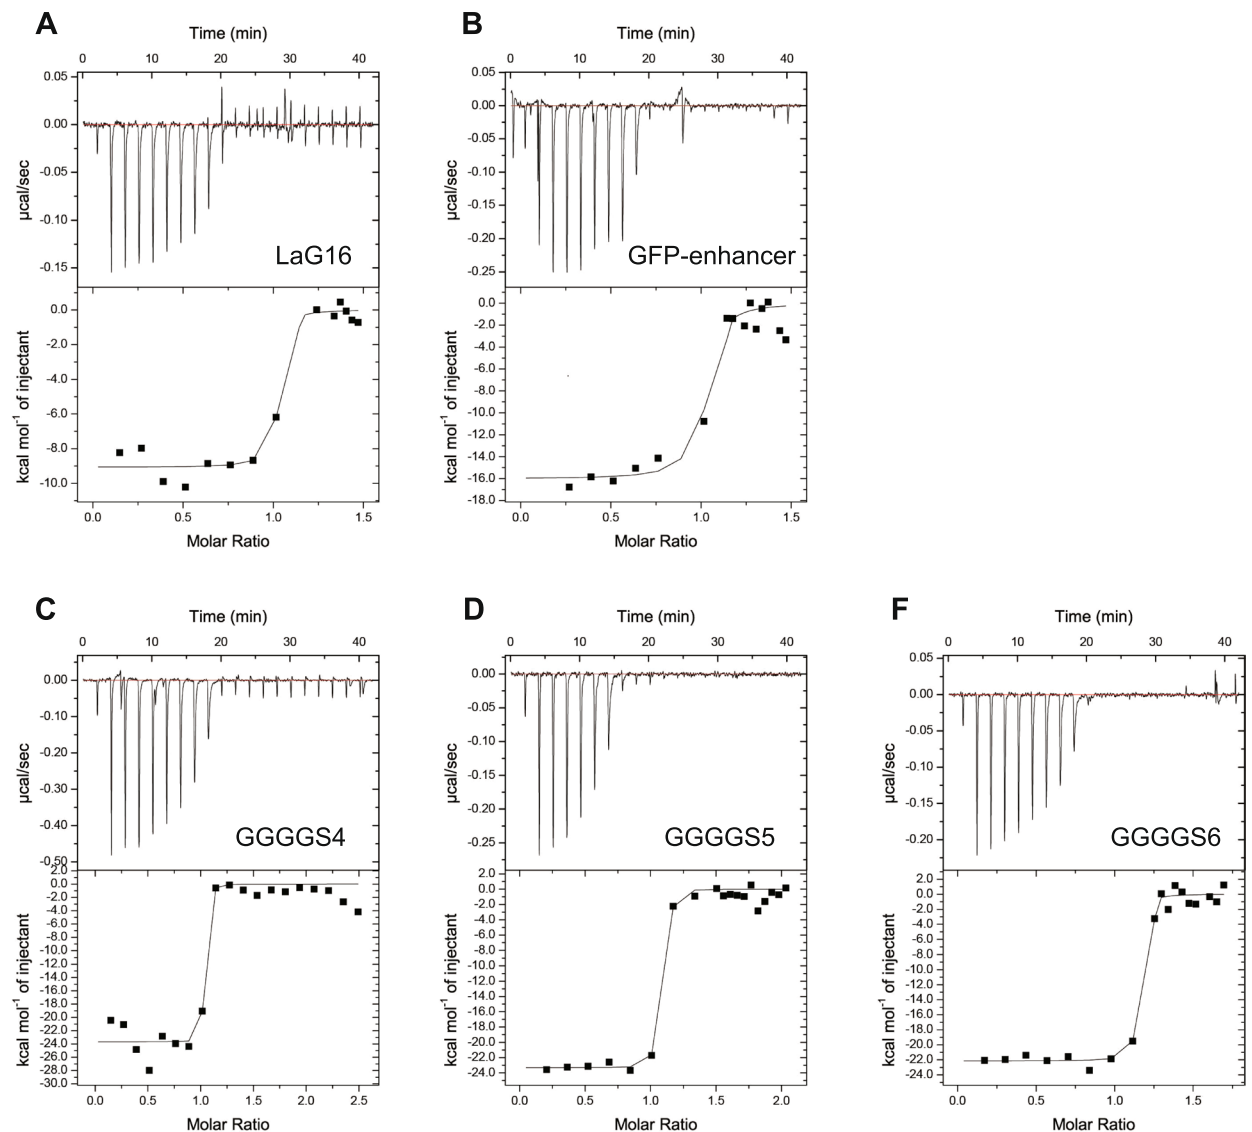 A
Time (min)
0 10 20 30 40
0.05
0.00
-0.05
-0.10
-0.15
µcal/sec
LaG16
0.0
-2.0
-4.0
-6.0
-8.0
-10.0
kcal mol⁻¹ of injectant
0.0 0.5 1.0 1.5
Molar Ratio
B
Time (min)
0 10 20 30 40
0.05
0.00
-0.05
-0.10
-0.15
-0.20
-0.25
µcal/sec
GFP-enhancer
0.0
-2.0
-4.0
-6.0
-8.0
-10.0
-12.0
-14.0
-16.0
-18.0
kcal mol⁻¹ of injectant
0.0 0.5 1.0 1.5
Molar Ratio
C
Time (min)
0 10 20 30 40
0.00
-0.10
-0.20
-0.30
-0.40
-0.50
µcal/sec
GGGGS4
2.0
0.0
-2.0
-4.0
-6.0
-8.0
-10.0
-12.0
-14.0
-16.0
-18.0
-20.0
-22.0
-24.0
-26.0
-28.0
-30.0
kcal mol⁻¹ of injectant
0.0 0.5 1.0 1.5 2.0 2.5
Molar Ratio
D
Time (min)
0 10 20 30 40
0.00
-0.05
-0.10
-0.15
-0.20
-0.25
µcal/sec
GGGGS5
2.0
0.0
-2.0
-4.0
-6.0
-8.0
-10.0
-12.0
-14.0
-16.0
-18.0
-20.0
-22.0
-24.0
kcal mol⁻¹ of injectant
0.0 0.5 1.0 1.5 2.0
Molar Ratio
F
Time (min)
0 10 20 30 40
0.05
0.00
-0.05
-0.10
-0.15
-0.20
µcal/sec
GGGGS6
2.0
0.0
-2.0
-4.0
-6.0
-8.0
-10.0
-12.0
-14.0
-16.0
-18.0
-20.0
-22.0
-24.0
kcal mol⁻¹ of injectant
0.0 0.5 1.0 1.5
Molar Ratio